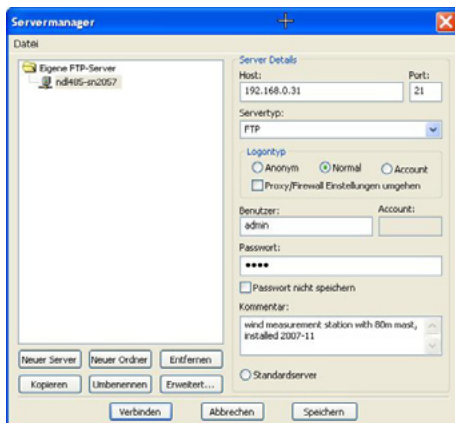 Servermanager
Datei
Eigene FTP-Server
ndl485-sn2057
Server Details
Host: Port:
192.168.0.31 21
Servertyp:
FTP
Logontyp
Anonym Normal Account
Proxy/Firewall Einstellungen umgehen
Benutzer: Account:
admin
Passwort:
••••
Passwort nicht speichern
Kommentar:
wind measurement station with 80m mast,
installed 2007-11
Standardserver
Neuer Server Neuer Ordner Entfernen
Kopieren Umbenennen Erweitert...
Verbinden Abbrechen Speichern